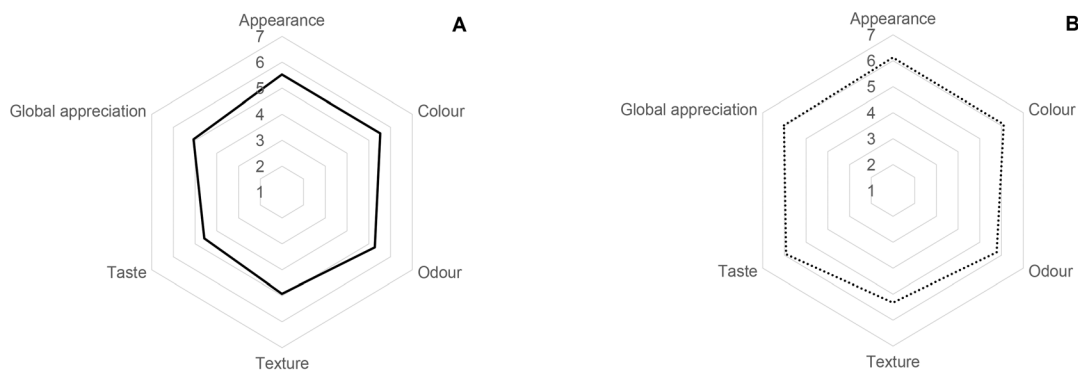 Appearance
A
7
6
5
4
3
2
1
Colour
Odour
Texture
Taste
Global appreciation
Appearance
B
7
6
5
4
3
2
1
Colour
Odour
Texture
Taste
Global appreciation